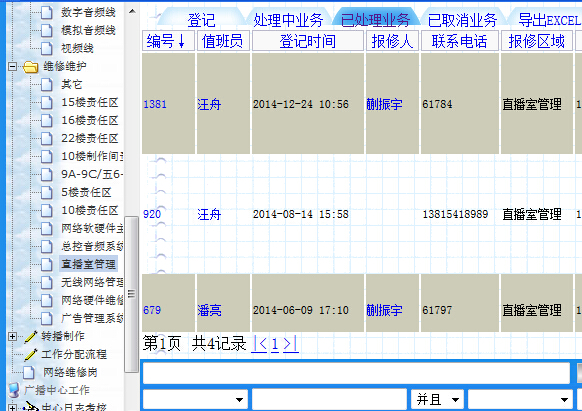 数字音频线
模拟音频线
视频线
维修维护
其它
15楼责任区
16楼责任区
22楼责任区
10楼制作间
9A-9C/五6-
5楼责任区
10楼责任区
网络软硬件主
总控音频系统
直播室管理
无线网络管理
网络硬件维修
广告管理系统
转播制作
工作分配流程
网络维修岗
广播中心工作
中心日志考核
登记 处理中业务 已处理业务 已取消业务 导出EXCEL
编号↓ 值班员 登记时间 报修人 联系电话 报修区域
1381 汪舟 2014-12-24 10:56 蒯振宇 61784 直播室管理 1
920 汪舟 2014-08-14 15:58 13815418989 直播室管理 1
679 潘亮 2014-06-09 17:10 蒯振宇 61797 直播室管理 1
第1页 共4记录 |< 1 >|
并且